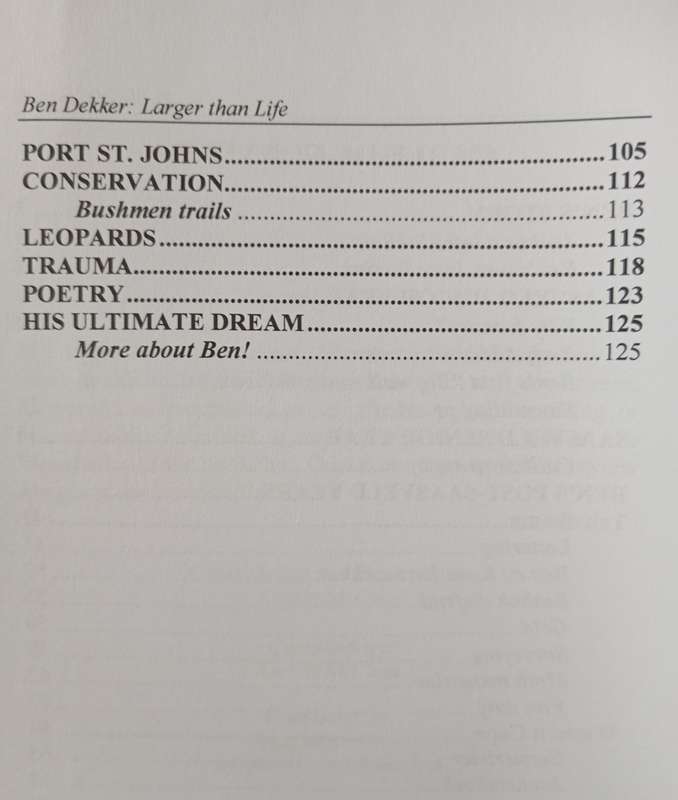 Ben Dekker: Larger than Life
PORT ST. JOHNS..................................................................105
CONSERVATION..................................................................112
Bushmen trails ................................................................113
LEOPARDS...........................................................................115
TRAUMA...............................................................................118
POETRY................................................................................123
HIS ULTIMATE DREAM....................................................125
More about Ben! .............................................................125